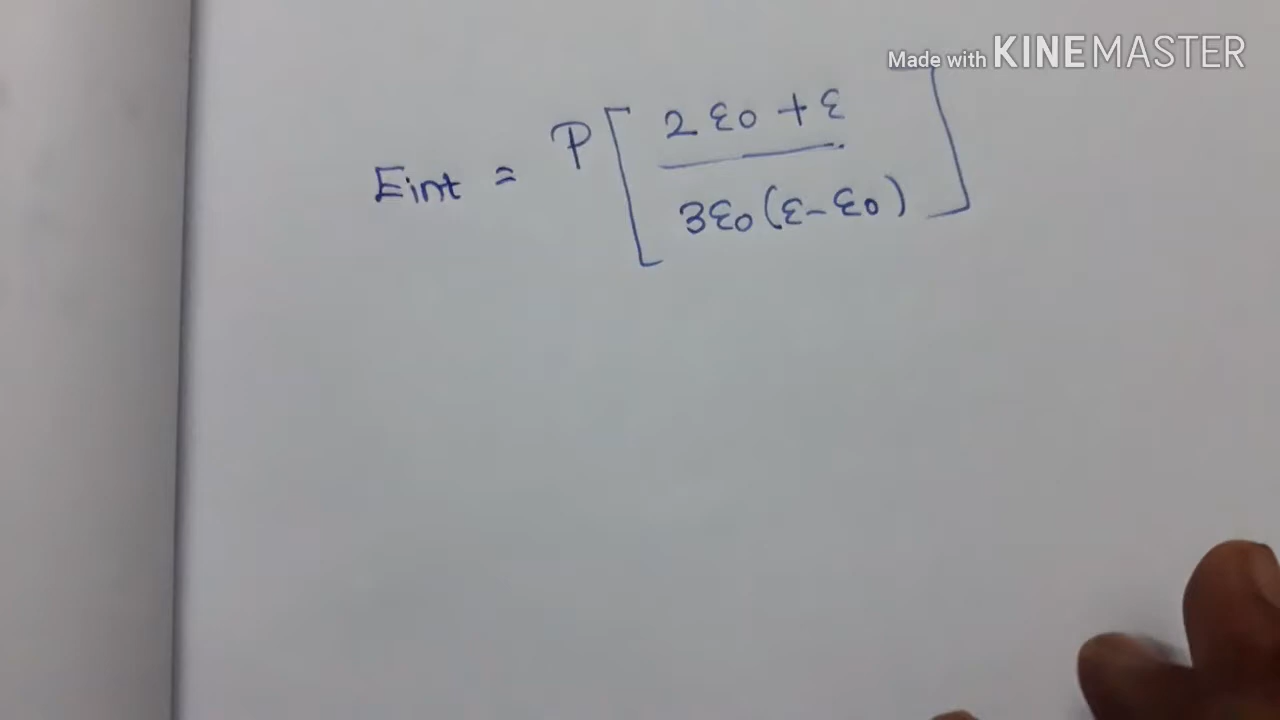 Made with KINEMASTER
Eint = P[ 2ε0 + ε / 3ε0(ε - ε0) ]